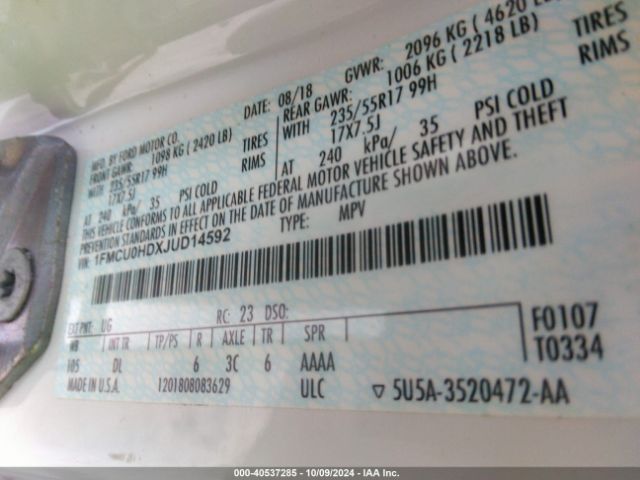 MFD. BY FORD MOTOR CO.
DATE: 08/18
GVWR: 2096 KG ( 4620 LB)
FRONT GAWR: 1098 KG ( 2420 LB)
REAR GAWR: 1006 KG ( 2218 LB)
WITH 235/55R17 99H TIRES
17X7.5J RIMS
AT 240 kPa/ 35 PSI COLD
WITH 235/55R17 99H TIRES
17X7.5J RIMS
AT 240 kPa/ 35 PSI COLD
THIS VEHICLE CONFORMS TO ALL APPLICABLE FEDERAL MOTOR VEHICLE SAFETY AND THEFT
PREVENTION STANDARDS IN EFFECT ON THE DATE OF MANUFACTURE SHOWN ABOVE.
VIN: 1FMCU0HDXJUD14592
TYPE: MPV
EXT PNT: UG RC: 23 DSO:
WB INT TR TP/PS R AXLE TR SPR
105 DL 6 3C 6 AAAA
F0107
T0334
MADE IN U.S.A. 1201808083629 ULC ▽ 5U5A-3520472-AA
000-40537285 - 10/09/2024 - IAA Inc.